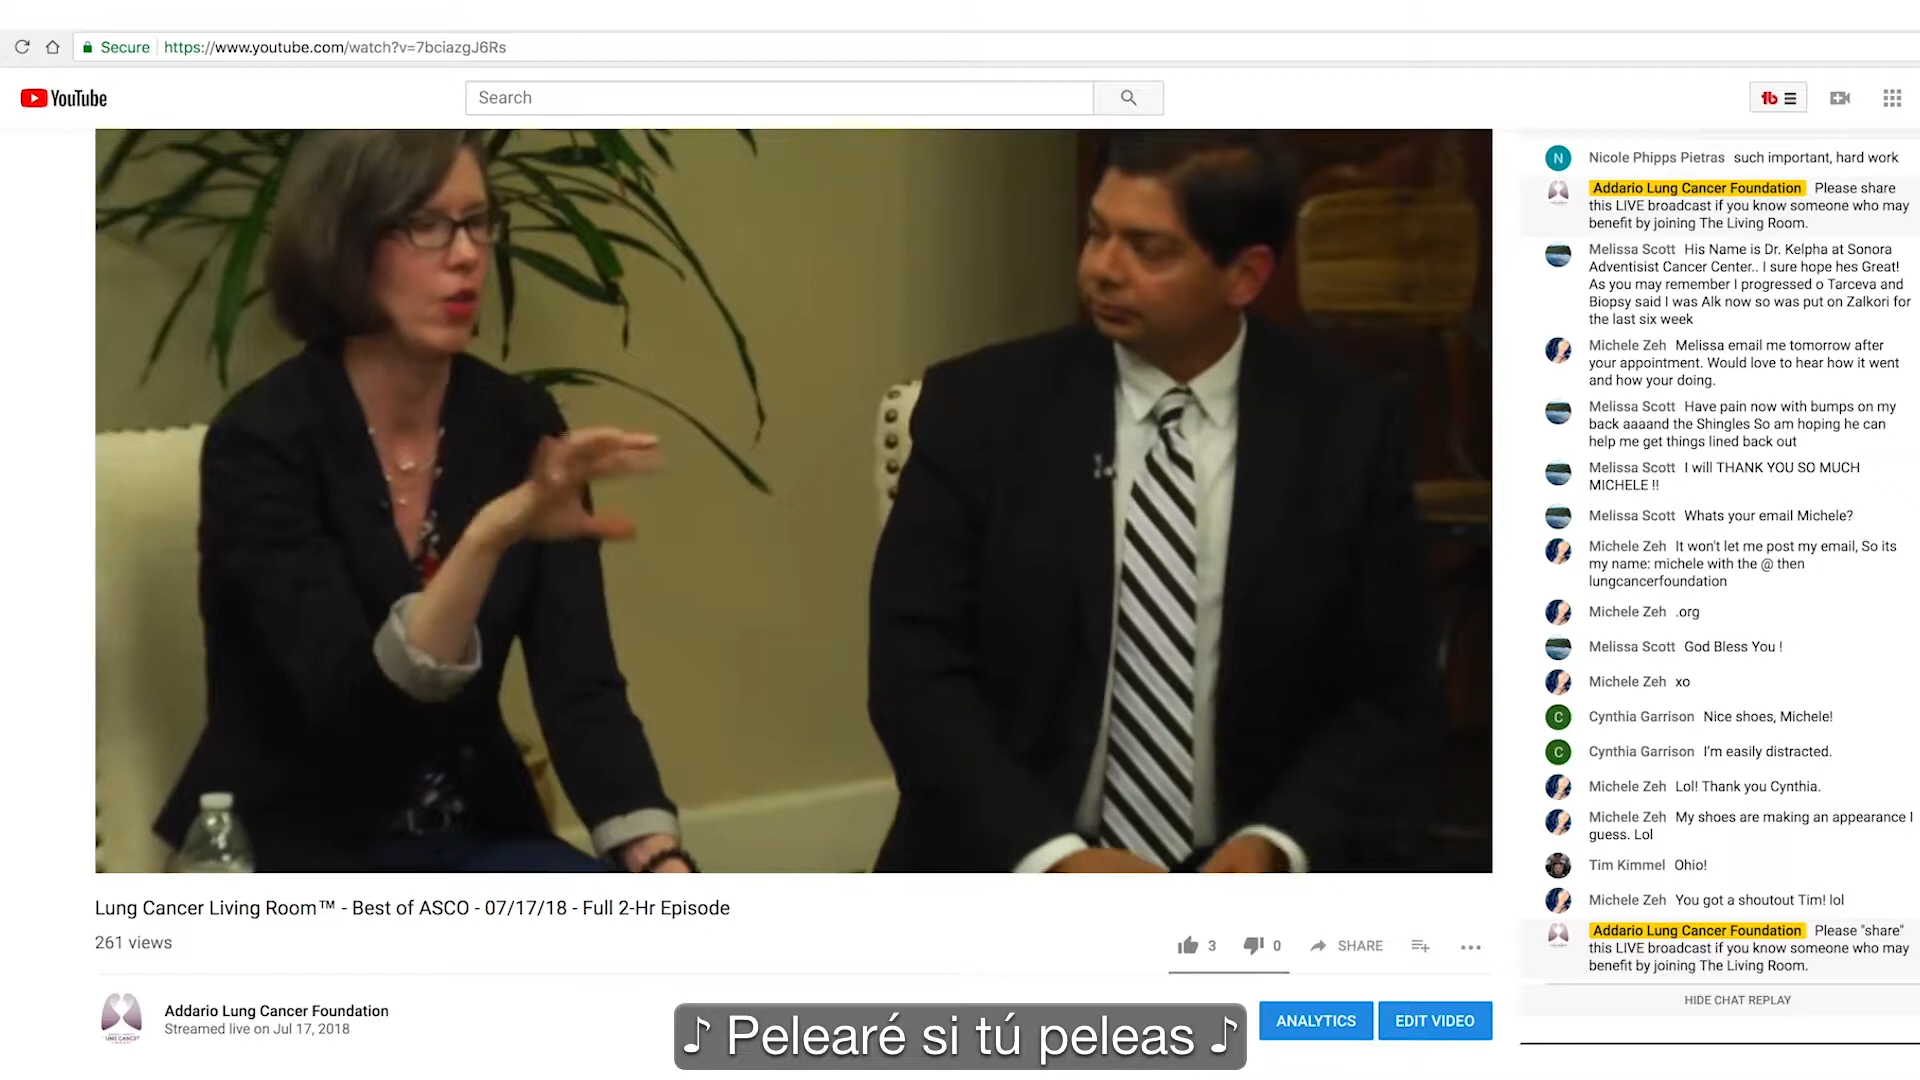 Secure https://www.youtube.com/watch?v=7bciazgJ6Rs
YouTube
Search
tb
Nicole Phipps Pietras such important, hard work
Addario Lung Cancer Foundation Please share
this LIVE broadcast if you know someone who may
benefit by joining The Living Room.
Melissa Scott His Name is Dr. Kelpha at Sonora
Adventisist Cancer Center.. I sure hope hes Great!
As you may remember I progressed o Tarceva and
Biopsy said I was Alk now so was put on Zalkori for
the last six week
Michele Zeh Melissa email me tomorrow after
your appointment. Would love to hear how it went
and how your doing.
Melissa Scott Have pain now with bumps on my
back aaaand the Shingles So am hoping he can
help me get things lined back out
Melissa Scott I will THANK YOU SO MUCH
MICHELE !!
Melissa Scott Whats your email Michele?
Michele Zeh It won't let me post my email, So its
my name: michele with the @ then
lungcancerfoundation
Michele Zeh .org
Melissa Scott God Bless You !
Michele Zeh xo
C
Cynthia Garrison Nice shoes, Michele!
C
Cynthia Garrison I'm easily distracted.
Michele Zeh Lol! Thank you Cynthia.
Michele Zeh My shoes are making an appearance I
guess. Lol
Tim Kimmel Ohio!
Michele Zeh You got a shoutout Tim! lol
Addario Lung Cancer Foundation Please "share"
this LIVE broadcast if you know someone who may
benefit by joining The Living Room.
HIDE CHAT REPLAY
Lung Cancer Living Room™ - Best of ASCO - 07/17/18 - Full 2-Hr Episode
261 views
3 0 SHARE
Addario Lung Cancer Foundation
Streamed live on Jul 17, 2018
ANALYTICS EDIT VIDEO
♪ Pelearé si tú peleas ♪